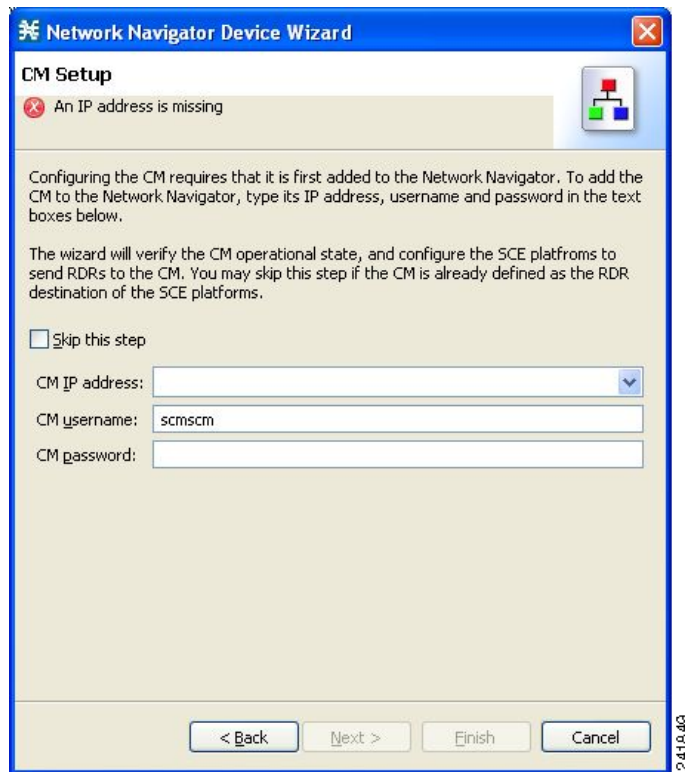 Network Navigator Device Wizard
CM Setup
An IP address is missing
Configuring the CM requires that it is first added to the Network Navigator. To add the
CM to the Network Navigator, type its IP address, username and password in the text
boxes below.
The wizard will verify the CM operational state, and configure the SCE platfroms to
send RDRs to the CM. You may skip this step if the CM is already defined as the RDR
destination of the SCE platforms.
Skip this step
CM IP address:
CM username: scmscm
CM password:
< Back Next > Finish Cancel
241849